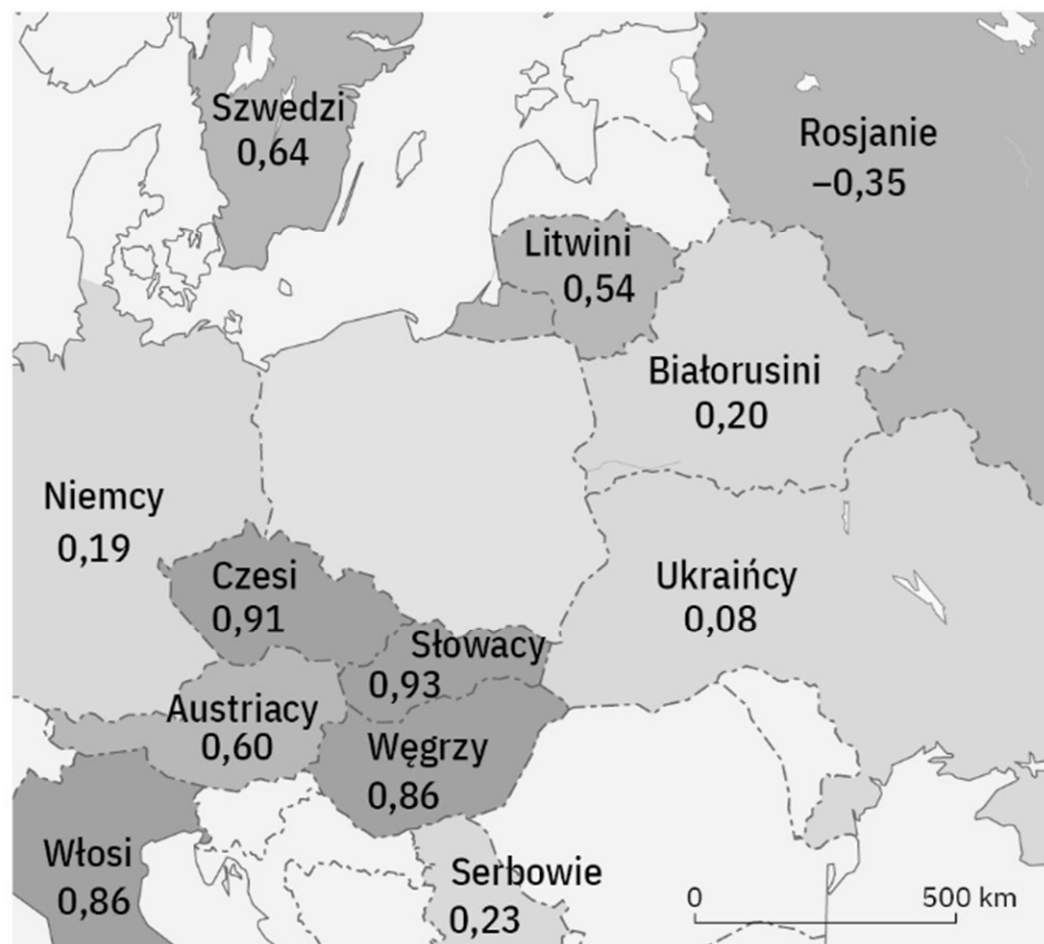 Szwedzi
0,64
Rosjanie
–0,35
Litwini
0,54
Białorusini
0,20
Niemcy
0,19
Czesi
0,91
Ukraińcy
0,08
Słowacy
0,93
Austriacy
0,60
Węgrzy
0,86
Włosi
0,86
Serbowie
0,23
0 500 km